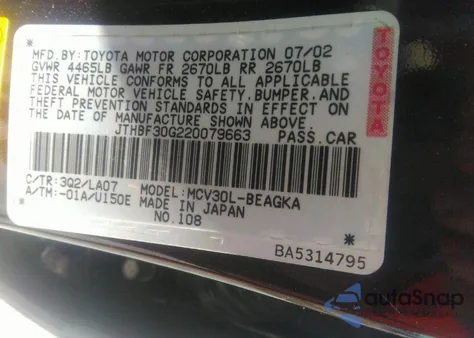 MFD.BY:TOYOTA MOTOR CORPORATION 07/02
GVWR 4465LB GAWR FR 2670LB RR 2670LB
THIS VEHICLE CONFORMS TO ALL APPLICABLE
FEDERAL MOTOR VEHICLE SAFETY,BUMPER,AND
THEFT PREVENTION STANDARDS IN EFFECT ON
THE DATE OF MANUFACTURE SHOWN ABOVE.
JTHBF30G220079663 PASS.CAR
C/TR:3Q2/LA07 MODEL:MCV30L-BEAGKA
A/TM:-01A/U150E MADE IN JAPAN
NO.108
BA5314795
TOYOTA
autoSnap